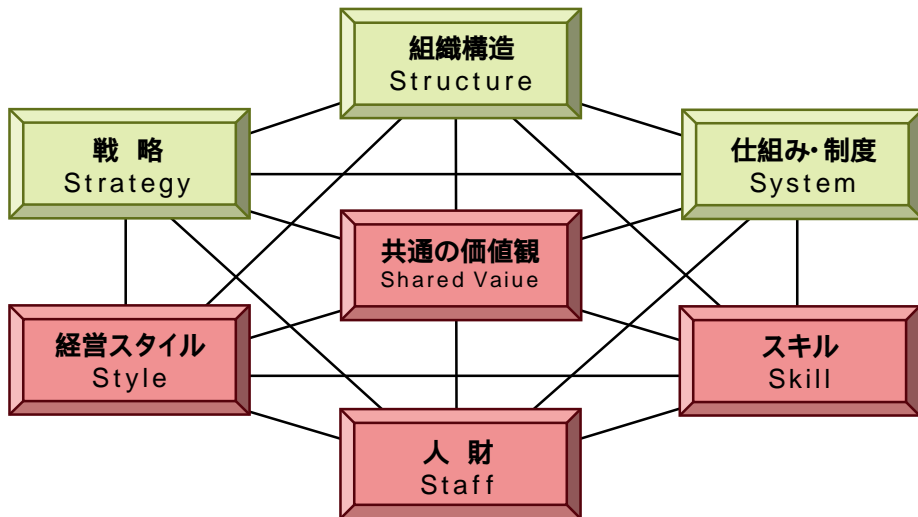 組織構造
Structure
戦 略
Strategy
仕組み・制度
System
共通の価値観
Shared Vaiue
経営スタイル
Style
スキル
Skill
人 財
Staff